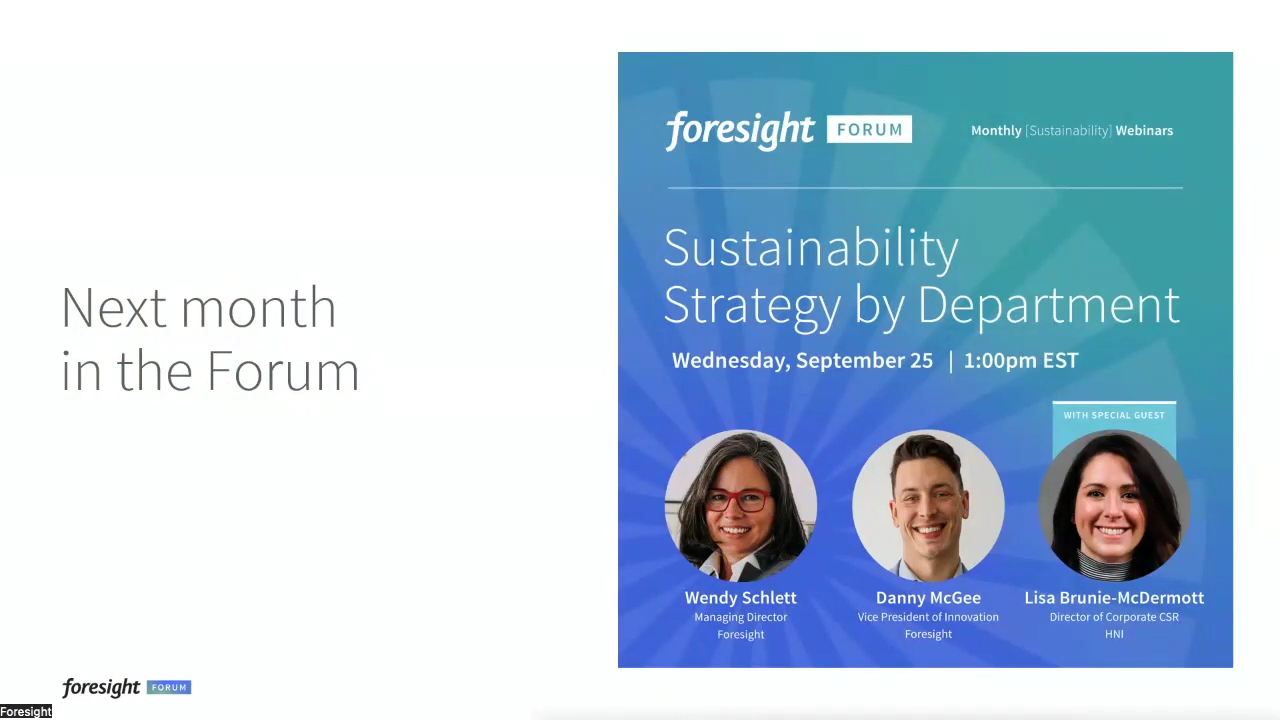 Next month
in the Forum
foresight FORUM
Monthly [Sustainability] Webinars
Sustainability
Strategy by Department
Wednesday, September 25 | 1:00pm EST
WITH SPECIAL GUEST
Wendy Schlett
Managing Director
Foresight
Danny McGee
Vice President of Innovation
Foresight
Lisa Brunie-McDermott
Director of Corporate CSR
HNI
foresight FORUM
Foresight